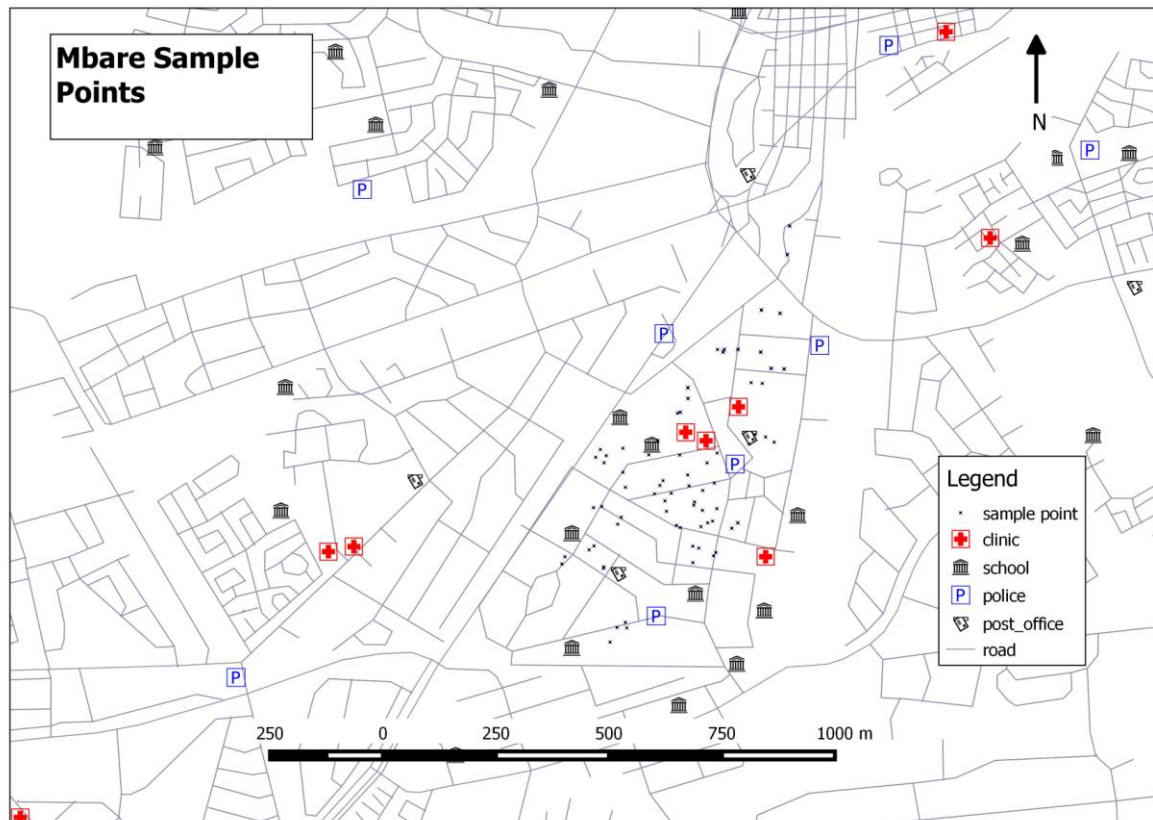 Mbare Sample
Points
P
P
N
P
P
P
P
P
Legend
sample point
clinic
school
P police
post_office
road
P
P
250 0 250 500 750 1000 m